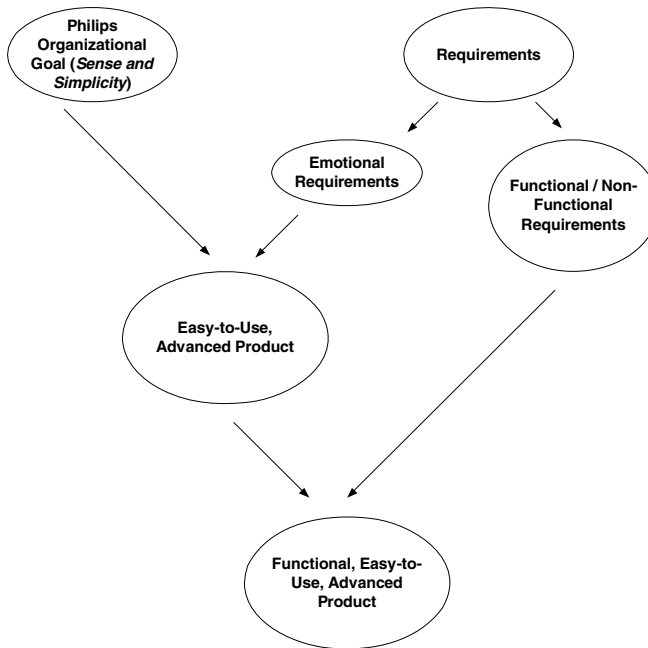 Philips
Organizational
Goal (Sense and
Simplicity)
Requirements
Emotional
Requirements
Functional / Non-
Functional
Requirements
Easy-to-Use,
Advanced Product
Functional, Easy-to-
Use, Advanced
Product